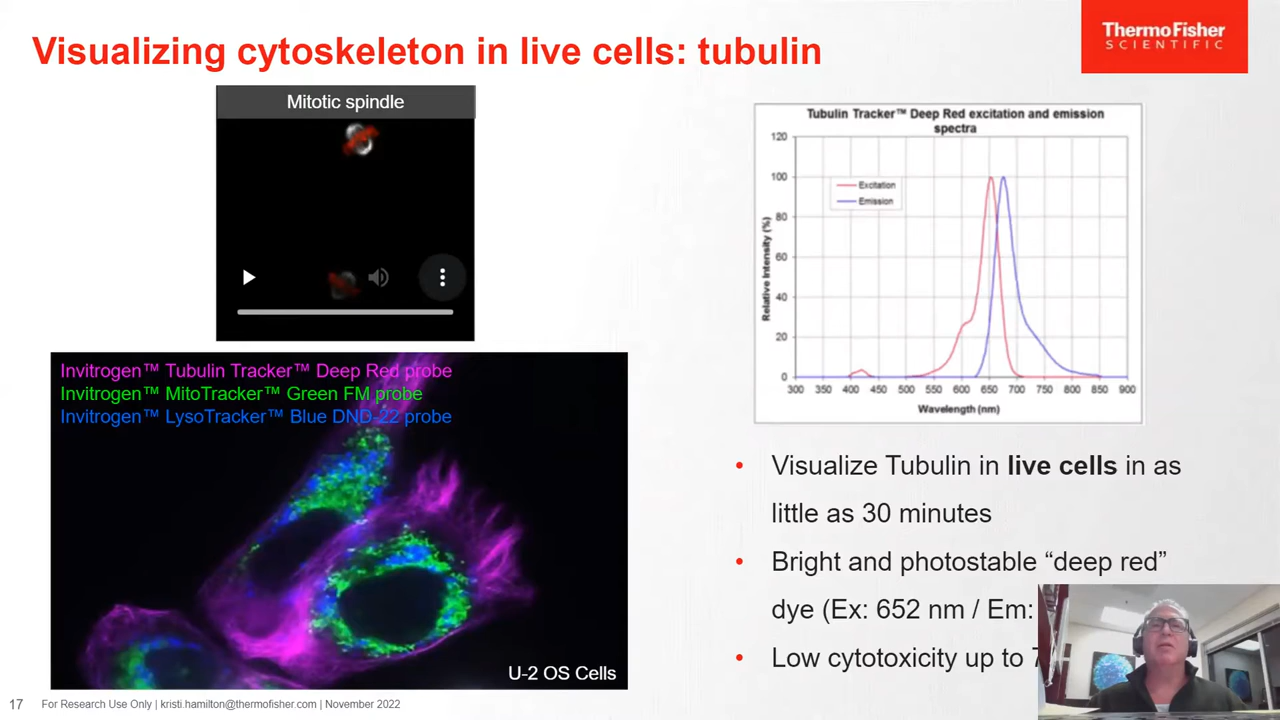 Visualizing cytoskeleton in live cells: tubulin
ThermoFisher
SCIENTIFIC
Mitotic spindle
Invitrogen™ Tubulin Tracker™ Deep Red probe
Invitrogen™ MitoTracker™ Green FM probe
Invitrogen™ LysoTracker™ Blue DND-22 probe
U-2 OS Cells
Tubulin Tracker™ Deep Red excitation and emission
spectra
Relative Intensity (%)
120
100
80
60
40
20
0
Excitation
Emission
300 350 400 450 500 550 600 650 700 750 800 850 900
Wavelength (nm)
• Visualize Tubulin in live cells in as
little as 30 minutes
• Bright and photostable “deep red”
dye (Ex: 652 nm / Em:
• Low cytotoxicity up to
17 For Research Use Only | kristi.hamilton@thermofisher.com | November 2022